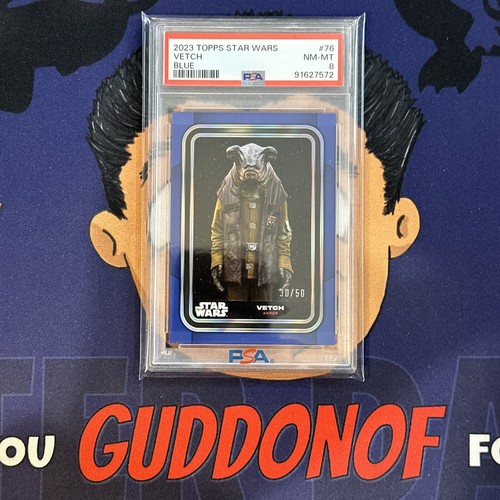 2023 TOPPS STAR WARS #76
VETCH NM-MT
BLUE 8
PSA 91627572
30/50
STAR
WARS
VETCH
ANDOR
PSA
OU GUDDONOF FO